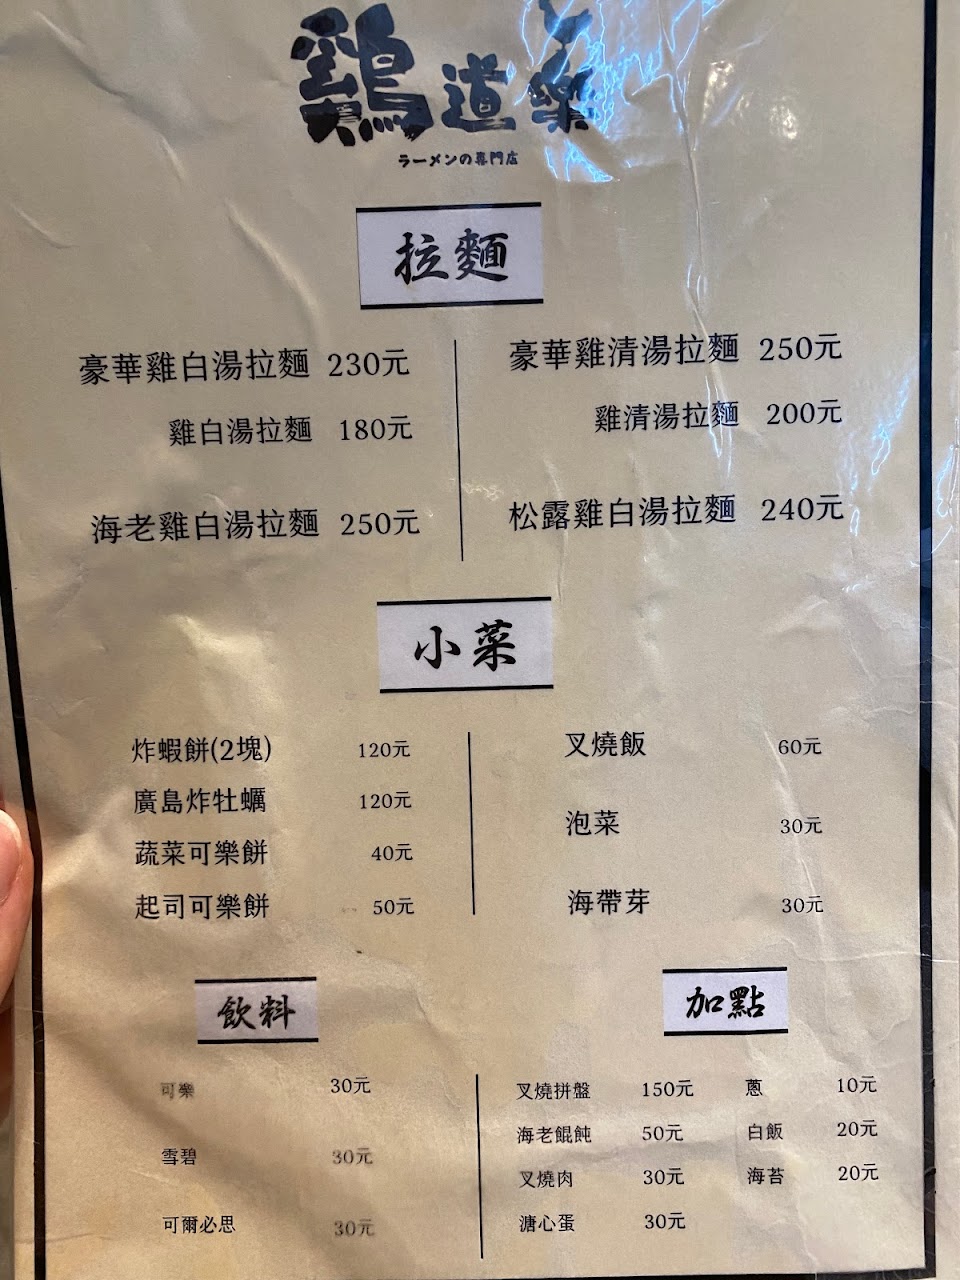 鷄道樂
ラーメンの専門店
拉麵
豪華雞白湯拉麵 230元
雞白湯拉麵 180元
海老雞白湯拉麵 250元
豪華雞清湯拉麵 250元
雞清湯拉麵 200元
松露雞白湯拉麵 240元
小菜
炸蝦餅(2塊) 120元
廣島炸牡蠣 120元
蔬菜可樂餅 40元
起司可樂餅 50元
叉燒飯 60元
泡菜 30元
海帶芽 30元
飲料
可樂 30元
雪碧 30元
可爾必思 30元
加點
叉燒拼盤 150元
海老餛飩 50元
叉燒肉 30元
溏心蛋 30元
蔥 10元
白飯 20元
海苔 20元